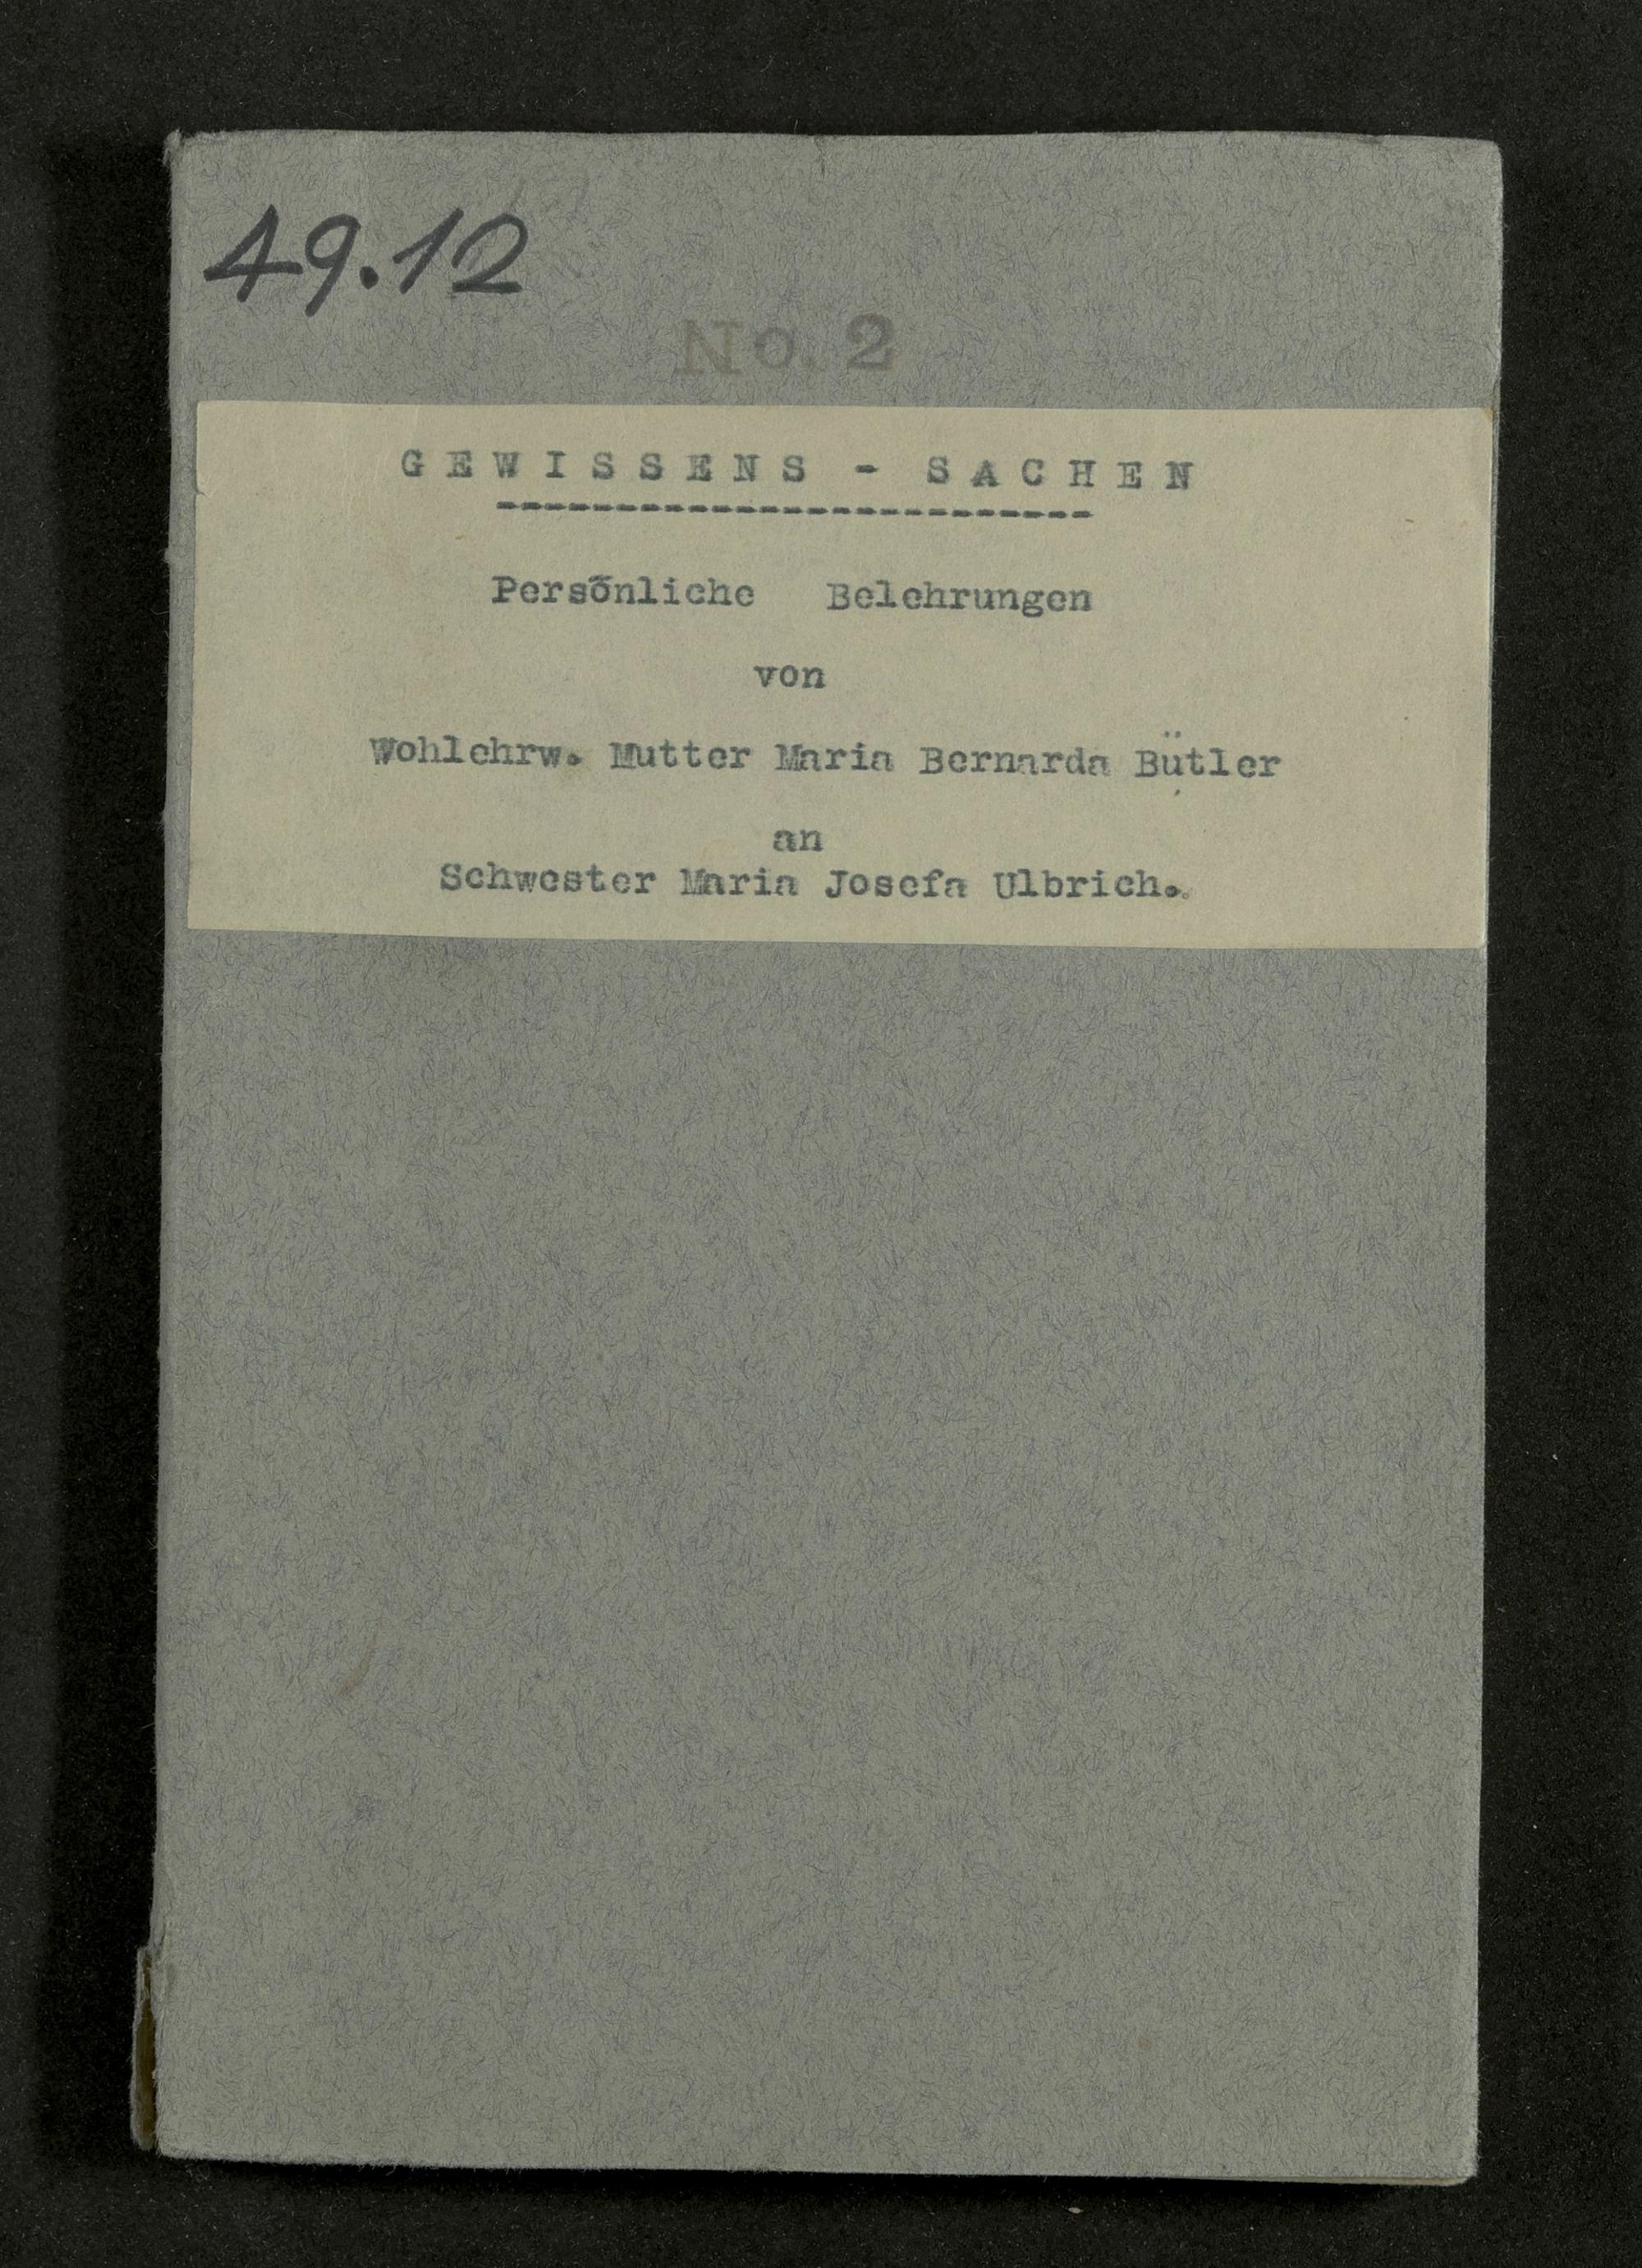 49.12
No. 2
GEWISSENS - SACHEN
-------------------------
Persönliche Belehrungen
von
Wohlehrw. Mutter Maria Bernarda Bütler
an
Schwester Maria Josefa Ulbrich.